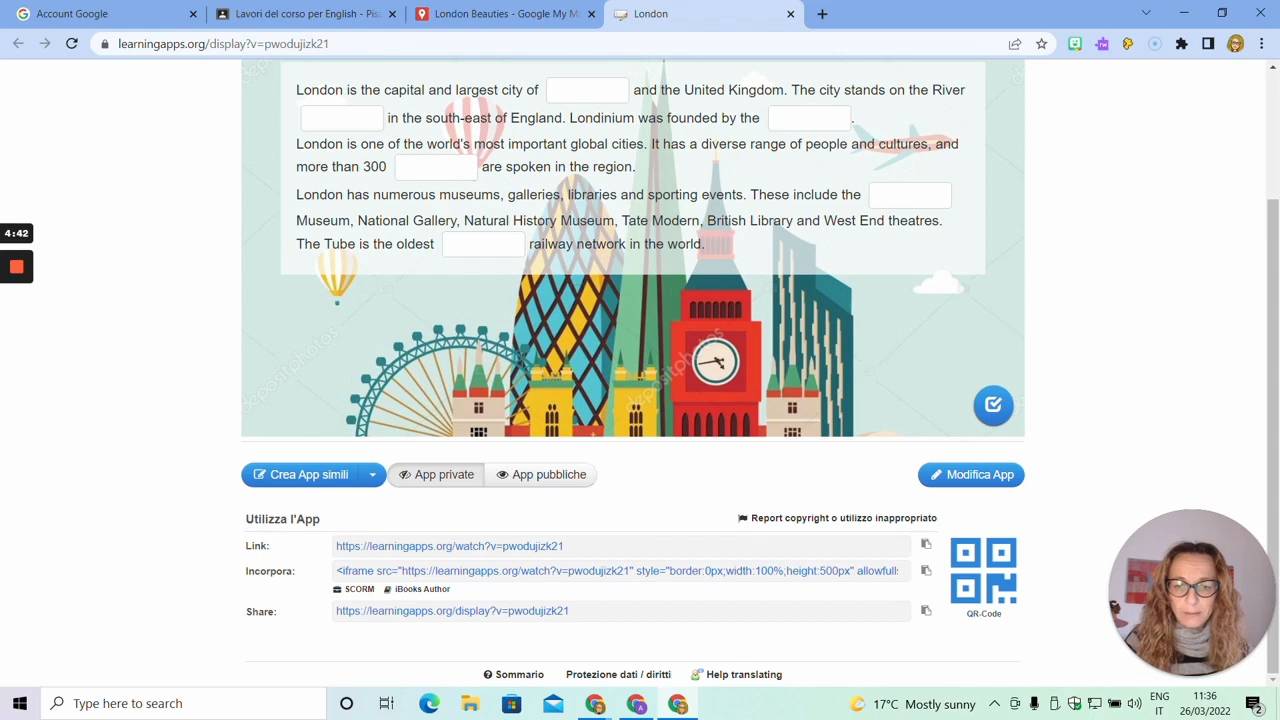 Account Google
Lavori del corso per English - Pis
London Beauties - Google My M
London
learningapps.org/display?v=pwodujizk21
London is the capital and largest city of and the United Kingdom. The city stands on the River
in the south-east of England. Londinium was founded by the .
London is one of the world's most important global cities. It has a diverse range of people and cultures, and
more than 300 are spoken in the region.
London has numerous museums, galleries, libraries and sporting events. These include the
Museum, National Gallery, Natural History Museum, Tate Modern, British Library and West End theatres.
The Tube is the oldest railway network in the world.
4:42
depositphotos
depositphotos
depositphotos
Crea App simili
App private
App pubbliche
Modifica App
Utilizza l'App
Report copyright o utilizzo inappropriato
Link:
https://learningapps.org/watch?v=pwodujizk21
Incorpora:
<iframe src="https://learningapps.org/watch?v=pwodujizk21" style="border:0px;width:100%;height:500px" allowfull
SCORM
iBooks Author
Share:
https://learningapps.org/display?v=pwodujizk21
QR-Code
Sommario
Protezione dati / diritti
Help translating
Type here to search
17°C Mostly sunny
ENG
IT
11:36
26/03/2022
2